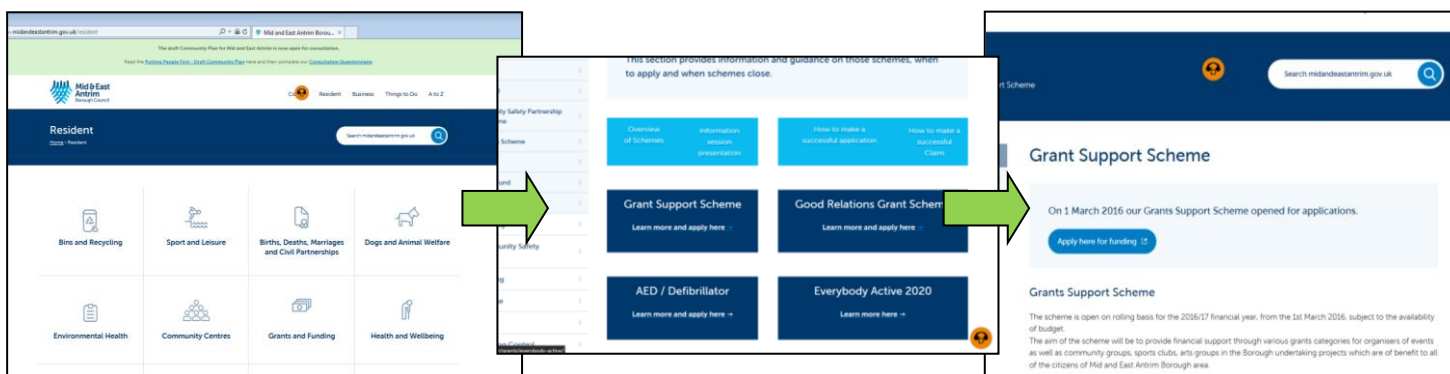 midandeastantrim.gov.uk/resident
Mid and East Antrim Borou...
The draft Community Plan for Mid and East Antrim is now open for consultation.
Read the Putting People First - Draft Community Plan here and then complete our Consultation Questionnaire
Mid & East
Antrim
Borough Council
Resident Business Things to Do A to Z
Resident
Home › Resident
Search midandeastantrim.gov.uk
Bins and Recycling
Sport and Leisure
Births, Deaths, Marriages
and Civil Partnerships
Dogs and Animal Welfare
Environmental Health
Community Centres
Grants and Funding
Health and Wellbeing
This section provides information and guidance on those schemes, when
to apply and when schemes close.
Safety Partnership
Scheme
Overview
of Schemes
Information
session
presentation
How to make a
successful application
How to make a
successful
Claim
Grant Support Scheme
Learn more and apply here →
Good Relations Grant Schem
Learn more and apply here →
Safety
AED / Defibrillator
Learn more and apply here →
Everybody Active 2020
Learn more here →
Control
Scheme
Search midandeastantrim.gov.uk
Grant Support Scheme
On 1 March 2016 our Grants Support Scheme opened for applications.
Apply here for funding
Grants Support Scheme
The scheme is open on rolling basis for the 2016/17 financial year, from the 1st March 2016, subject to the availability
of budget.
The aim of the scheme will be to provide financial support through various grants categories for organisers of events
as well as community groups, sports clubs, arts groups in the Borough undertaking projects which are of benefit to all
of the citizens of Mid and East Antrim Borough area.